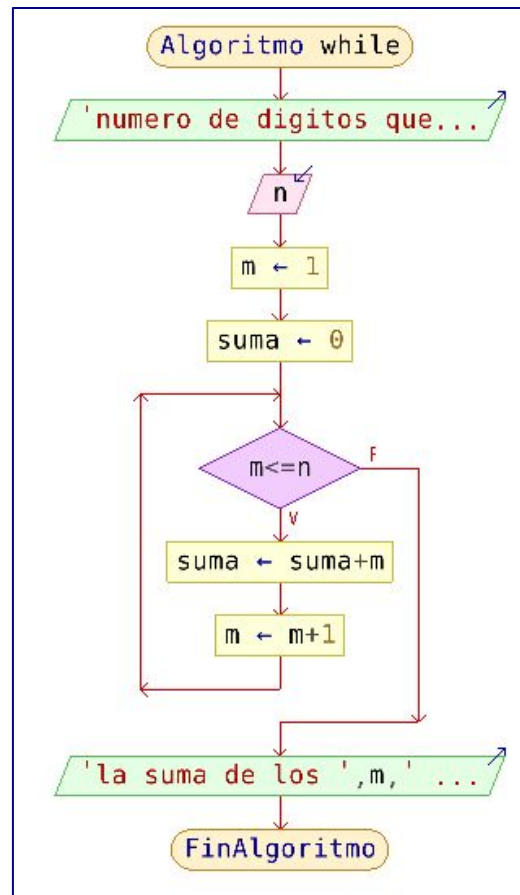 Algoritmo while
'numero de digitos que...
n
m ← 1
suma ← 0
m<=n
F
V
suma ← suma+m
m ← m+1
'la suma de los ',m,' ...
FinAlgoritmo